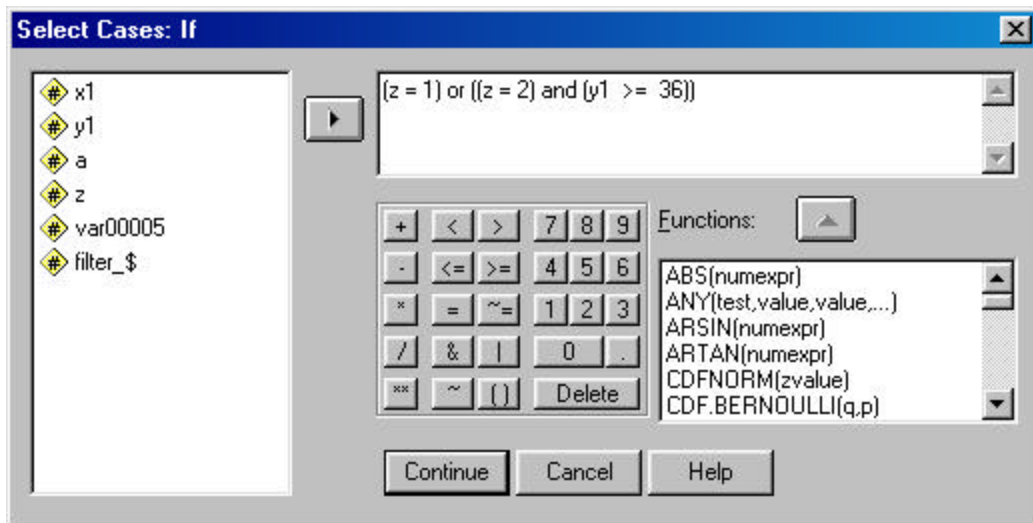 Select Cases: If
x1
y1
a
z
var00005
filter_$
(z = 1) or ((z = 2) and (y1 >= 36))
+ < > 7 8 9
- <= >= 4 5 6
* = ~= 1 2 3
/ & | 0 .
** ~ () Delete
Functions:
ABS(numexpr)
ANY(test,value,value,...)
ARSIN(numexpr)
ARTAN(numexpr)
CDFNORM(zvalue)
CDF.BERNOULLI(q,p)
Continue Cancel Help